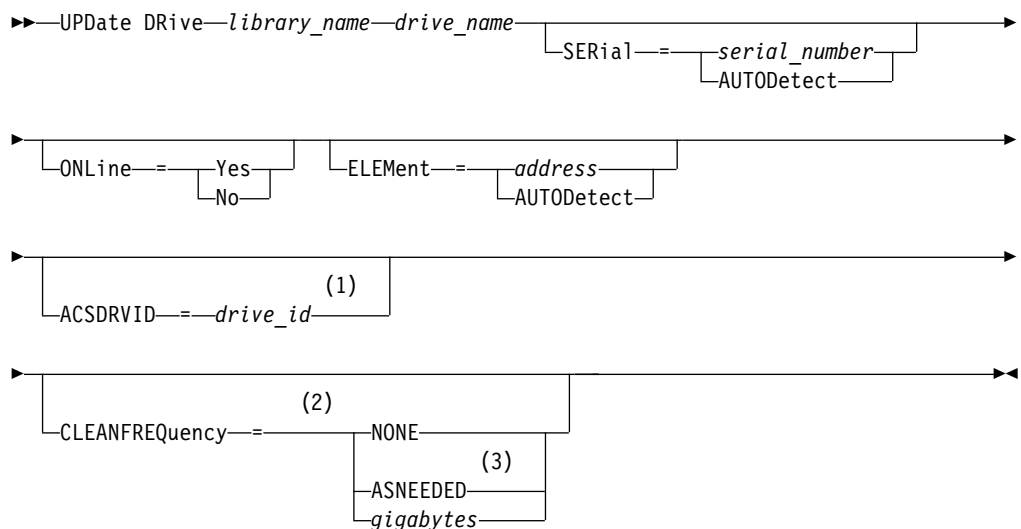 UPDate DRive library_name drive_name
SERial = serial_number
AUTODetect
ONLine = Yes
No
ELEMent = address
AUTODetect
(1)
ACSDRVID = drive_id
(2)
CLEANFREQuency = NONE
(3)
ASNEEDED
gigabytes